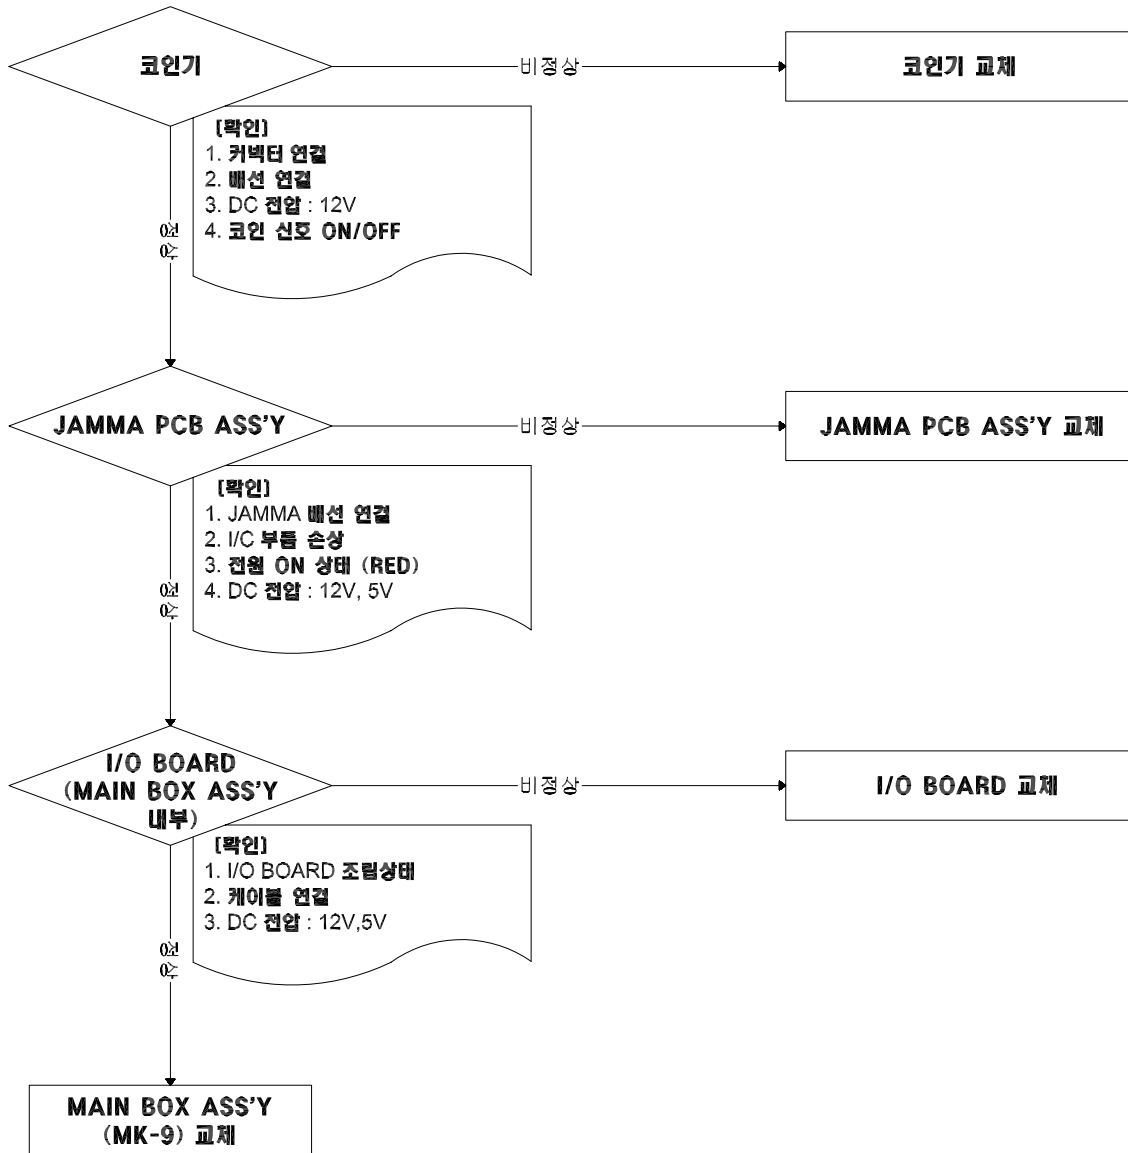 코인기
비정상
코인기 교체
[확인]
1. 커넥터 연결
2. 배선 연결
3. DC 전압 : 12V
4. 코인 신호 ON/OFF
정상
JAMMA PCB ASS'Y
비정상
JAMMA PCB ASS'Y 교체
[확인]
1. JAMMA 배선 연결
2. I/C 부품 손상
3. 전원 ON 상태 (RED)
4. DC 전압 : 12V, 5V
정상
I/O BOARD
(MAIN BOX ASS'Y
내부)
비정상
I/O BOARD 교체
[확인]
1. I/O BOARD 조립상태
2. 케이블 연결
3. DC 전압 : 12V,5V
정상
MAIN BOX ASS'Y
(MK-9) 교체